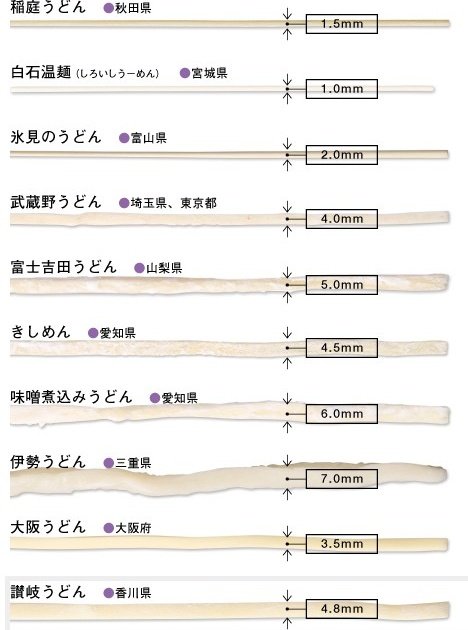 稲庭うどん ●秋田県
1.5mm
白石温麺（しろいしうーめん） ●宮城県
1.0mm
氷見のうどん ●富山県
2.0mm
武蔵野うどん ●埼玉県、東京都
4.0mm
富士吉田うどん ●山梨県
5.0mm
きしめん ●愛知県
4.5mm
味噌煮込みうどん ●愛知県
6.0mm
伊勢うどん ●三重県
7.0mm
大阪うどん ●大阪府
3.5mm
讃岐うどん ●香川県
4.8mm